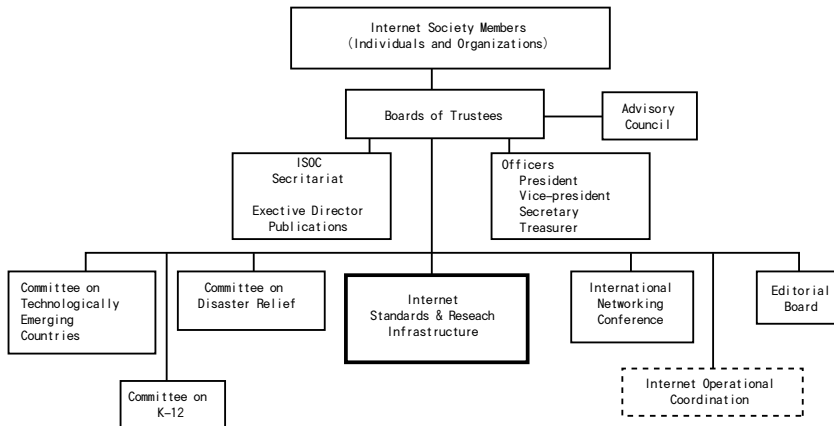 Internet Society Members
(Individuals and Organizations)
Boards of Trustees
Advisory
Council
ISOC
Secritariat
Exective Director
Publications
Officers
President
Vice-president
Secretary
Treasurer
Committee on
Technologically
Emerging
Countries
Committee on
Disaster Relief
Internet
Standards & Reseach
Infrastructure
International
Networking
Conference
Editorial
Board
Committee on
K-12
Internet Operational
Coordination